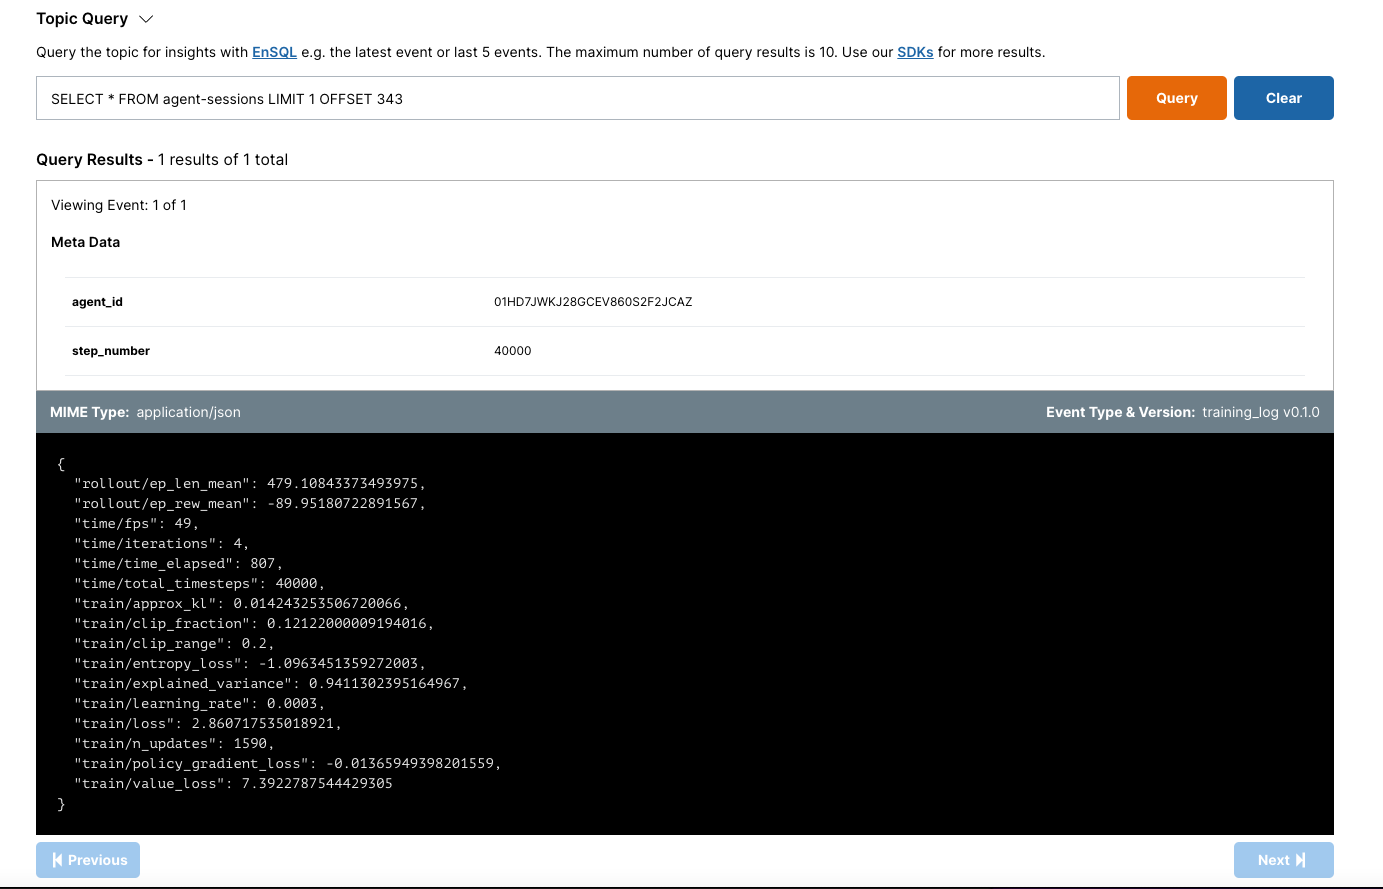 Topic Query
Query the topic for insights with EnSQL e.g. the latest event or last 5 events. The maximum number of query results is 10. Use our SDKs for more results.
SELECT * FROM agent-sessions LIMIT 1 OFFSET 343
Query
Clear
Query Results - 1 results of 1 total
Viewing Event: 1 of 1
Meta Data
agent_id 01HD7JWKJ28GCEV860S2F2JCAZ
step_number 40000
MIME Type: application/json Event Type & Version: training_log v0.1.0
{
  "rollout/ep_len_mean": 479.10843373493975,
  "rollout/ep_rew_mean": -89.95180722891567,
  "time/fps": 49,
  "time/iterations": 4,
  "time/time_elapsed": 807,
  "time/total_timesteps": 40000,
  "train/approx_kl": 0.014243253506720066,
  "train/clip_fraction": 0.12122000009194016,
  "train/clip_range": 0.2,
  "train/entropy_loss": -1.0963451359272003,
  "train/explained_variance": 0.9411302395164967,
  "train/learning_rate": 0.0003,
  "train/loss": 2.860717535018921,
  "train/n_updates": 1590,
  "train/policy_gradient_loss": -0.01365949398201559,
  "train/value_loss": 7.3922787544429305
}
Previous
Next